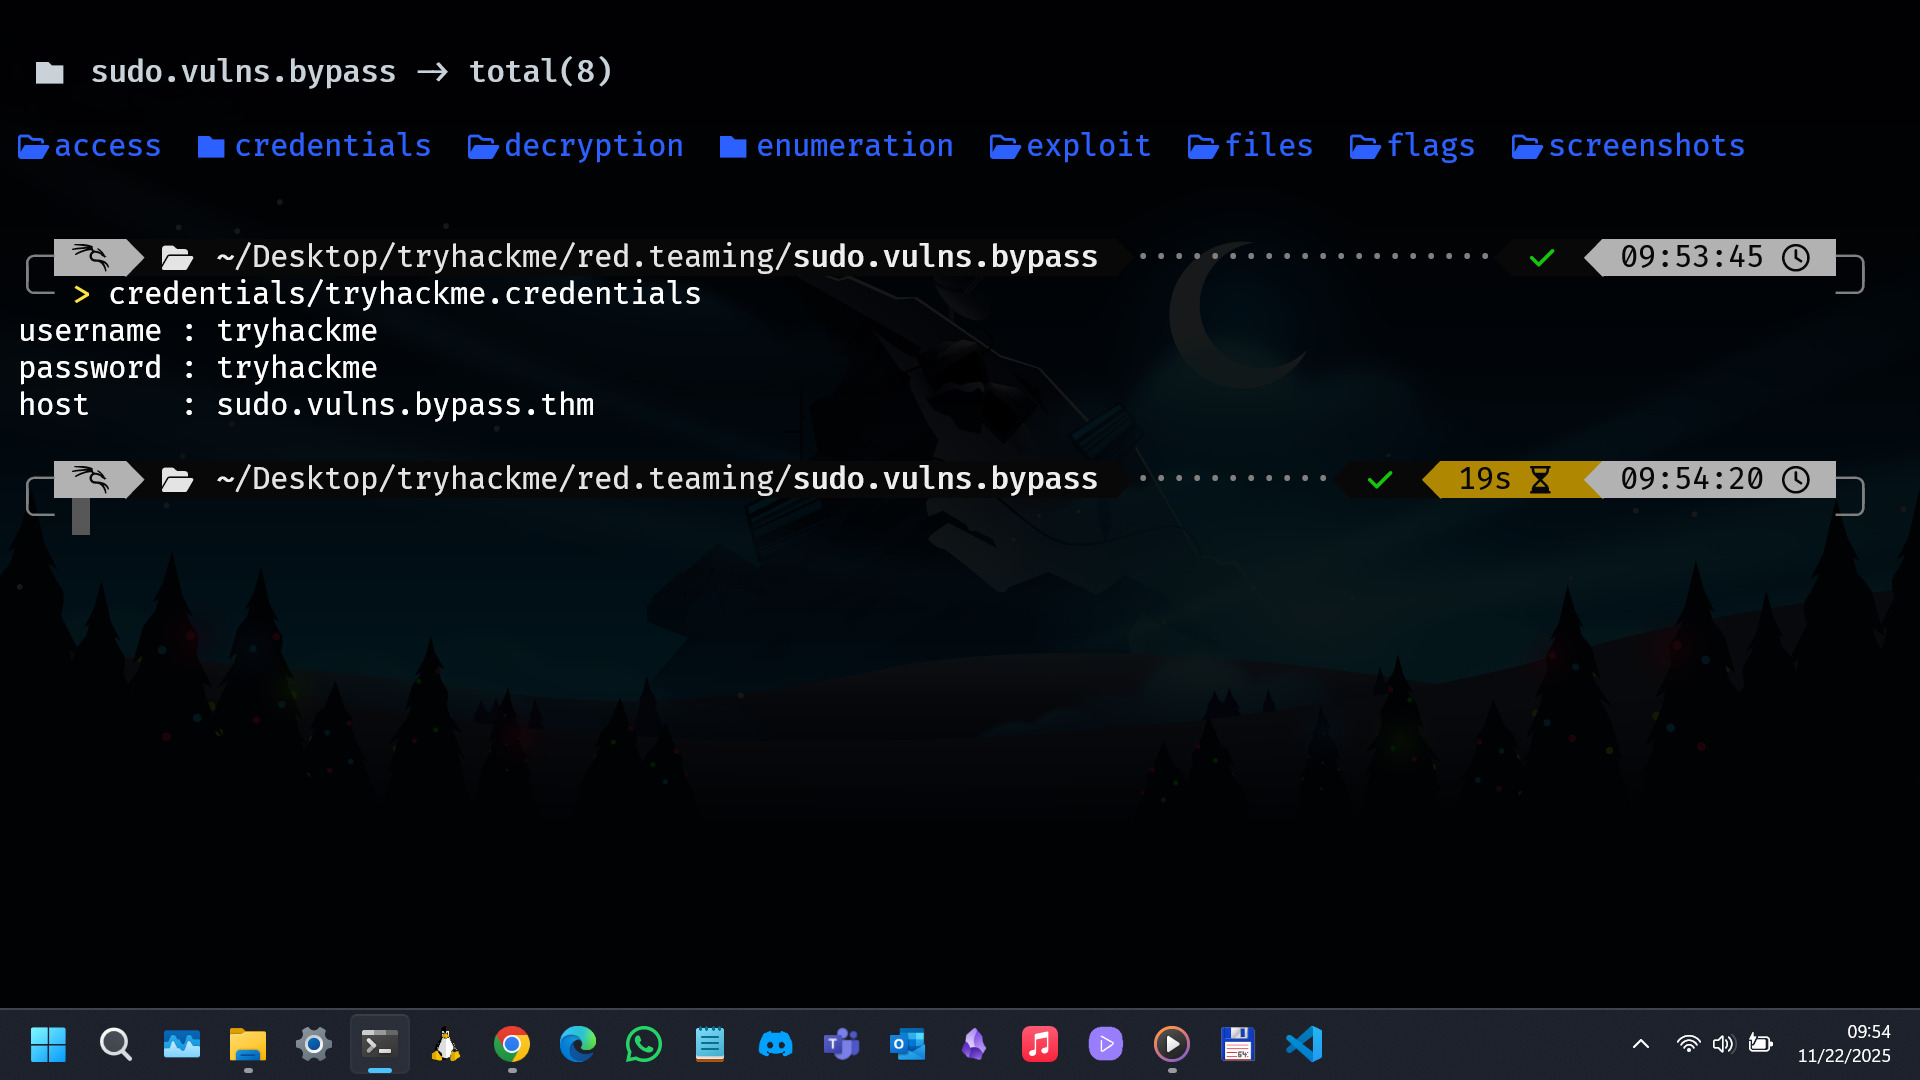 sudo.vulns.bypass → total(8)
access credentials decryption enumeration exploit files flags screenshots
~/Desktop/tryhackme/red.teaming/sudo.vulns.bypass ···················· ✓ 09:53:45
> credentials/tryhackme.credentials
username : tryhackme
password : tryhackme
host     : sudo.vulns.bypass.thm
~/Desktop/tryhackme/red.teaming/sudo.vulns.bypass ··········· ✓ 19s 09:54:20
09:54
11/22/2025